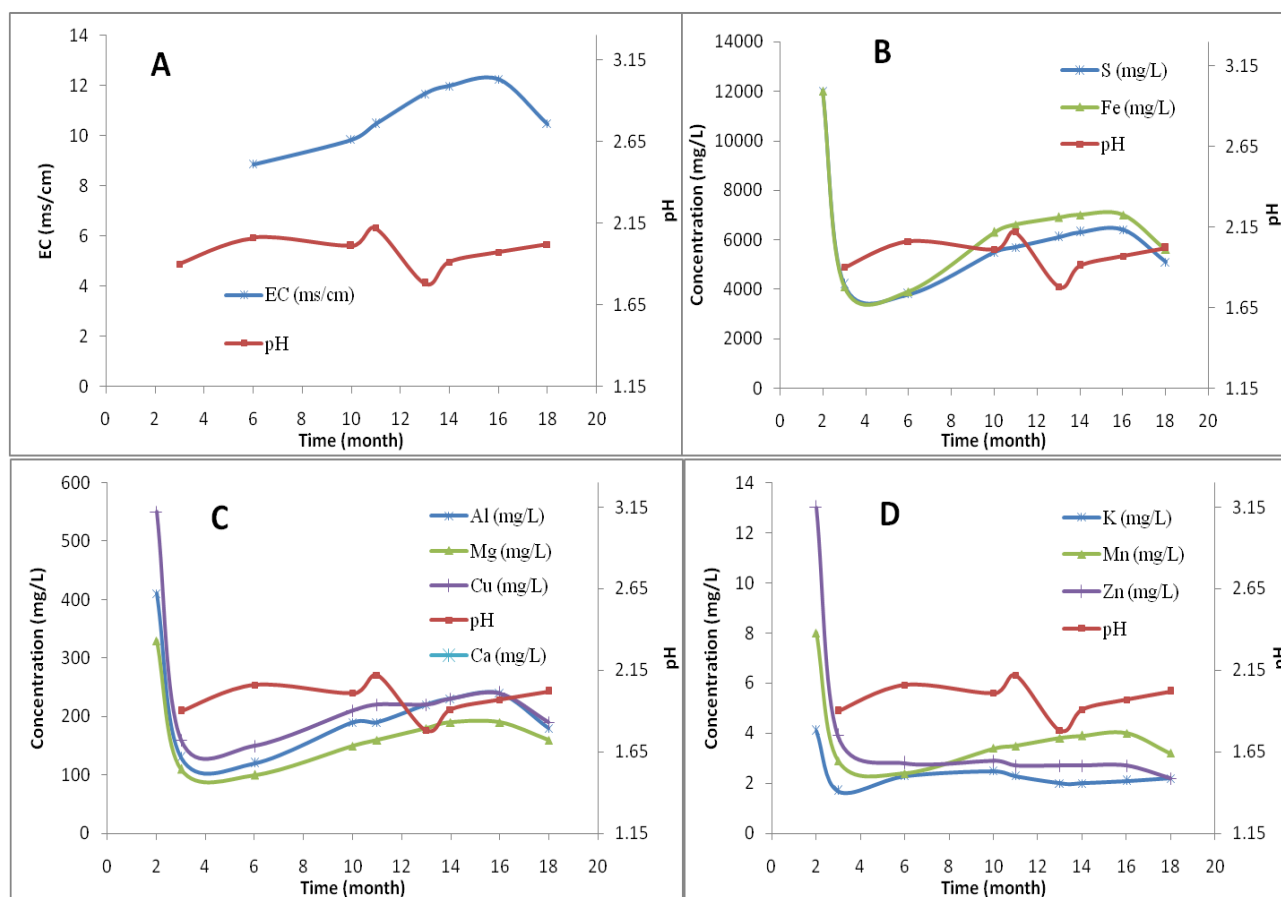 A
EC (ms/cm)
14
12
10
8
6
4
2
0
3.15
2.65
2.15
1.65
1.15
pH
EC (ms/cm)
pH
0 2 4 6 8 10 12 14 16 18 20
Time (month)
B
Concentration (mg/L)
14000
12000
10000
8000
6000
4000
2000
0
S (mg/L)
Fe (mg/L)
pH
3.15
2.65
2.15
1.65
1.15
pH
0 2 4 6 8 10 12 14 16 18 20
Time (month)
C
Concentration (mg/L)
600
500
400
300
200
100
0
Al (mg/L)
Mg (mg/L)
Cu (mg/L)
pH
Ca (mg/L)
3.15
2.65
2.15
1.65
1.15
pH
0 2 4 6 8 10 12 14 16 18 20
Time (month)
D
Concentration (mg/L)
14
12
10
8
6
4
2
0
K (mg/L)
Mn (mg/L)
Zn (mg/L)
pH
3.15
2.65
2.15
1.65
1.15
pH
0 2 4 6 8 10 12 14 16 18 20
Time (month)